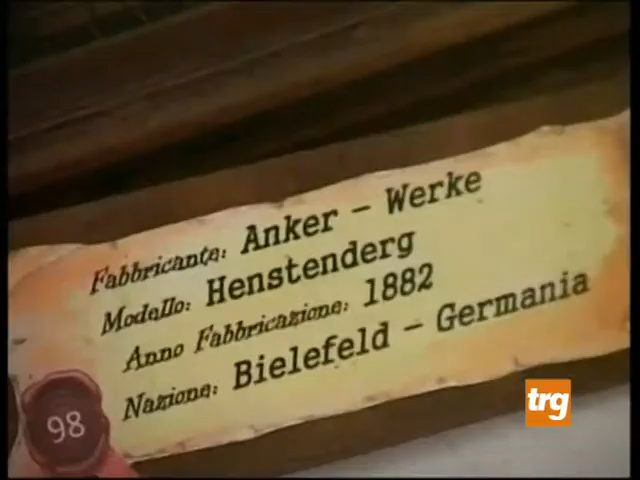 Fabbricante: Anker - Werke
Modello: Henstenderg
Anno Fabbricazione: 1882
Nazione: Bielefeld - Germania
98
trg